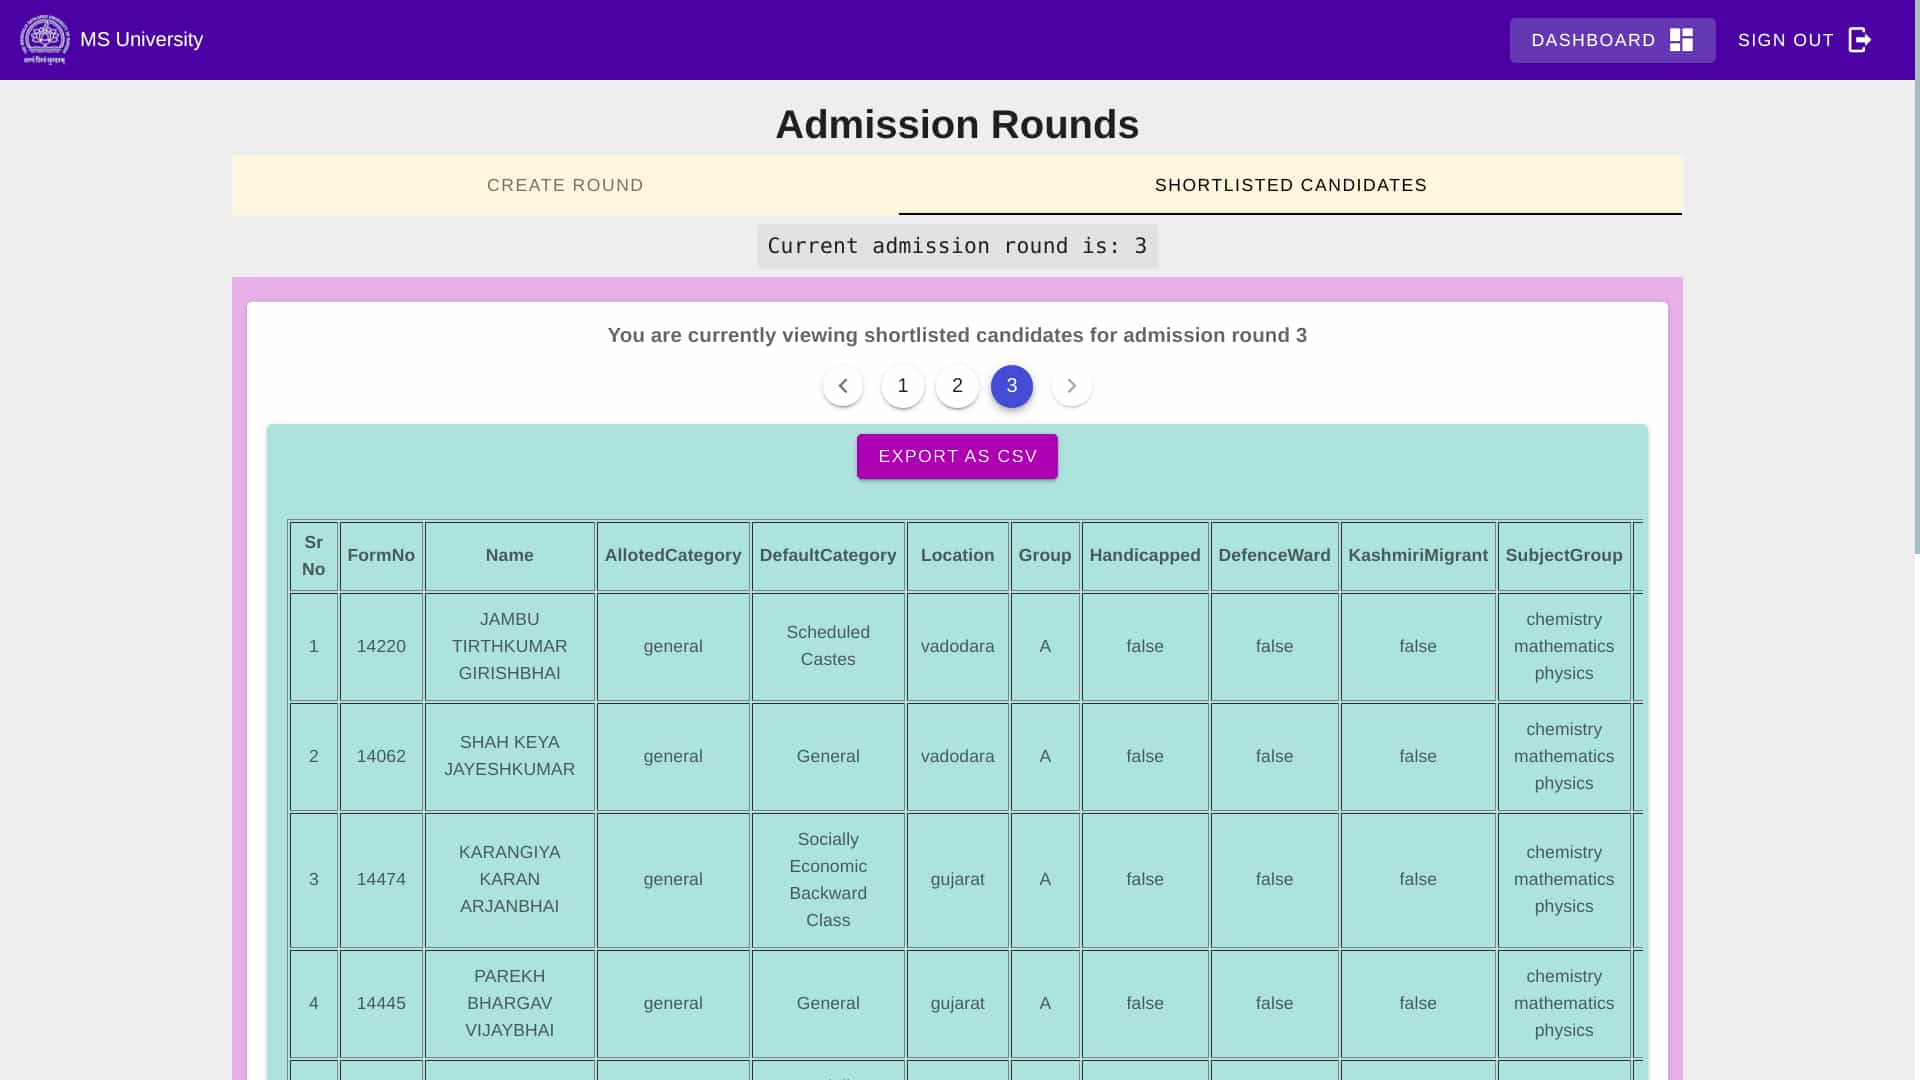 MS University
DASHBOARD
SIGN OUT
Admission Rounds
CREATE ROUND
SHORTLISTED CANDIDATES
Current admission round is: 3
You are currently viewing shortlisted candidates for admission round 3
1 2 3
EXPORT AS CSV
Sr No FormNo Name AllotedCategory DefaultCategory Location Group Handicapped DefenceWard KashmiriMigrant SubjectGroup
1 14220 JAMBU TIRTHKUMAR GIRISHBHAI general Scheduled Castes vadodara A false false false chemistry mathematics physics
2 14062 SHAH KEYA JAYESHKUMAR general General vadodara A false false false chemistry mathematics physics
3 14474 KARANGIYA KARAN ARJANBHAI general Socially Economic Backward Class gujarat A false false false chemistry mathematics physics
4 14445 PAREKH BHARGAV VIJAYBHAI general General gujarat A false false false chemistry mathematics physics